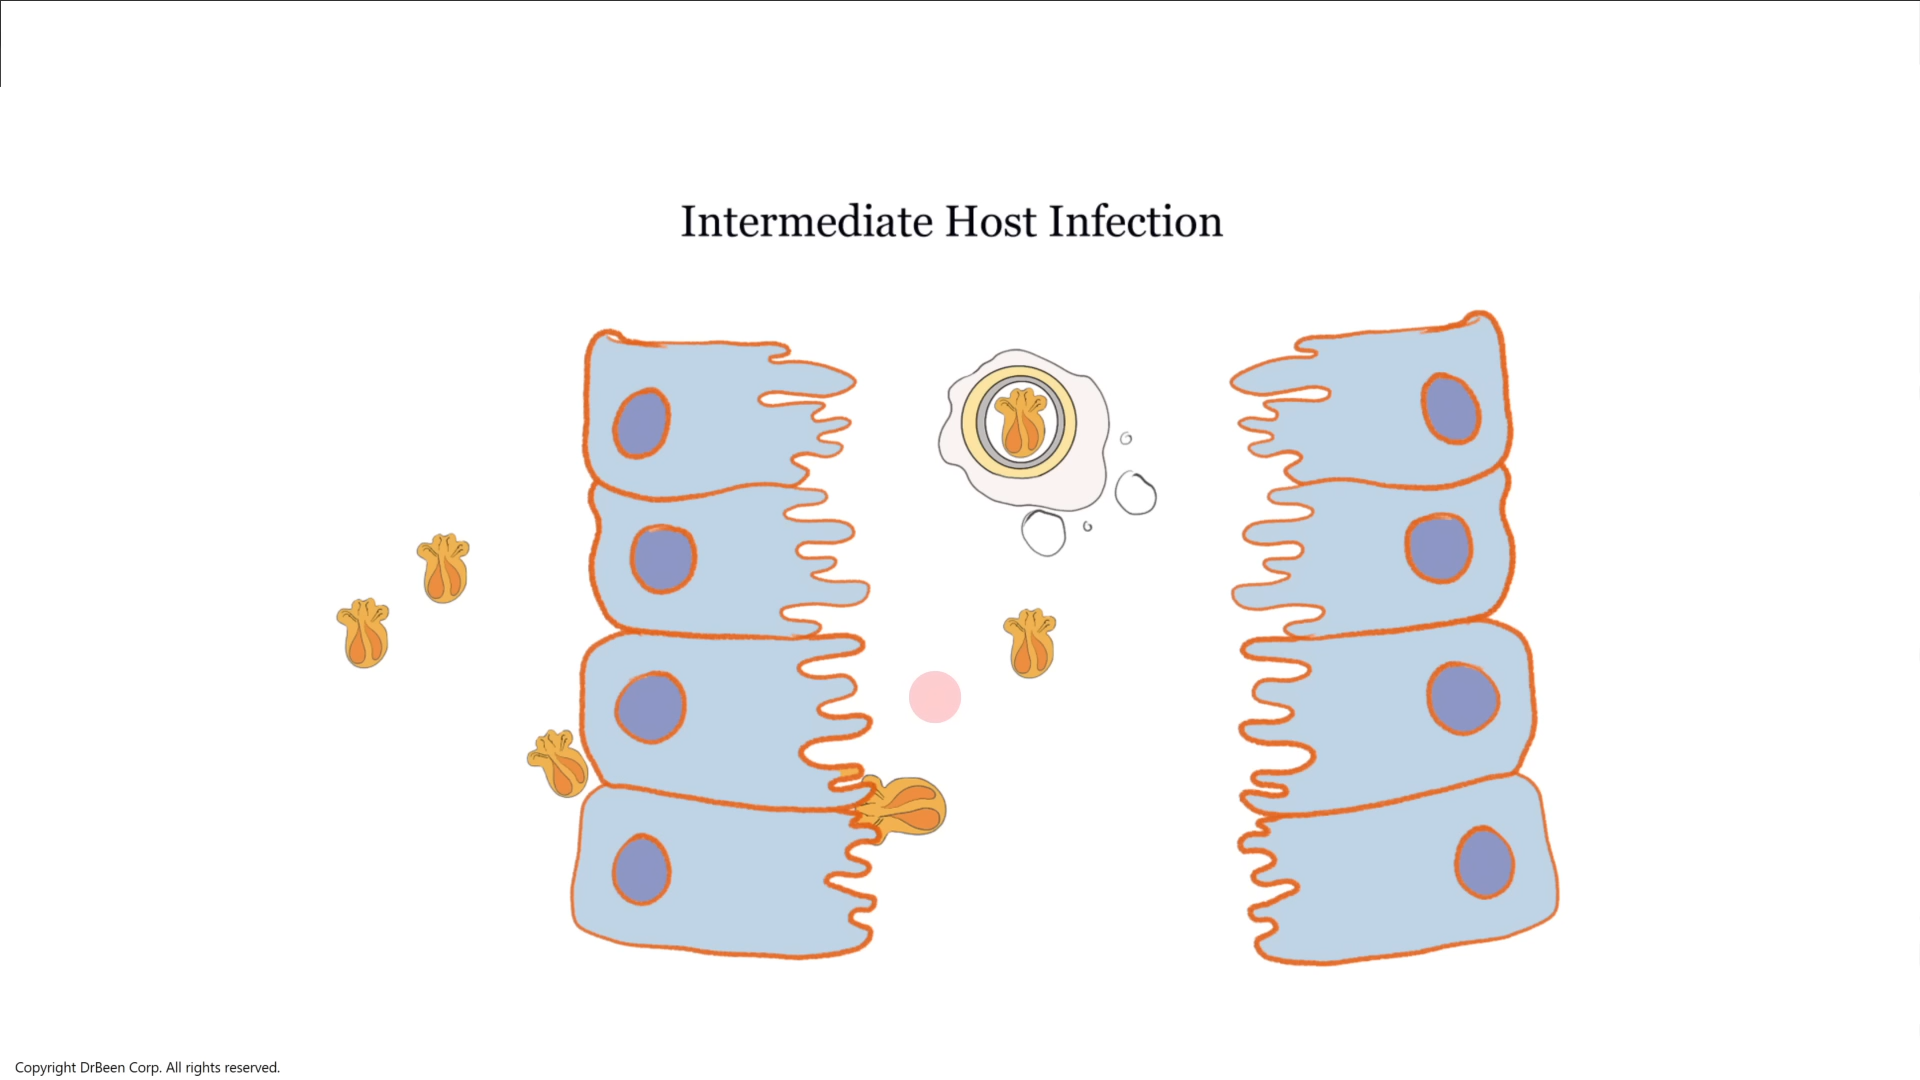 Intermediate Host Infection
Copyright DrBeen Corp. All rights reserved.